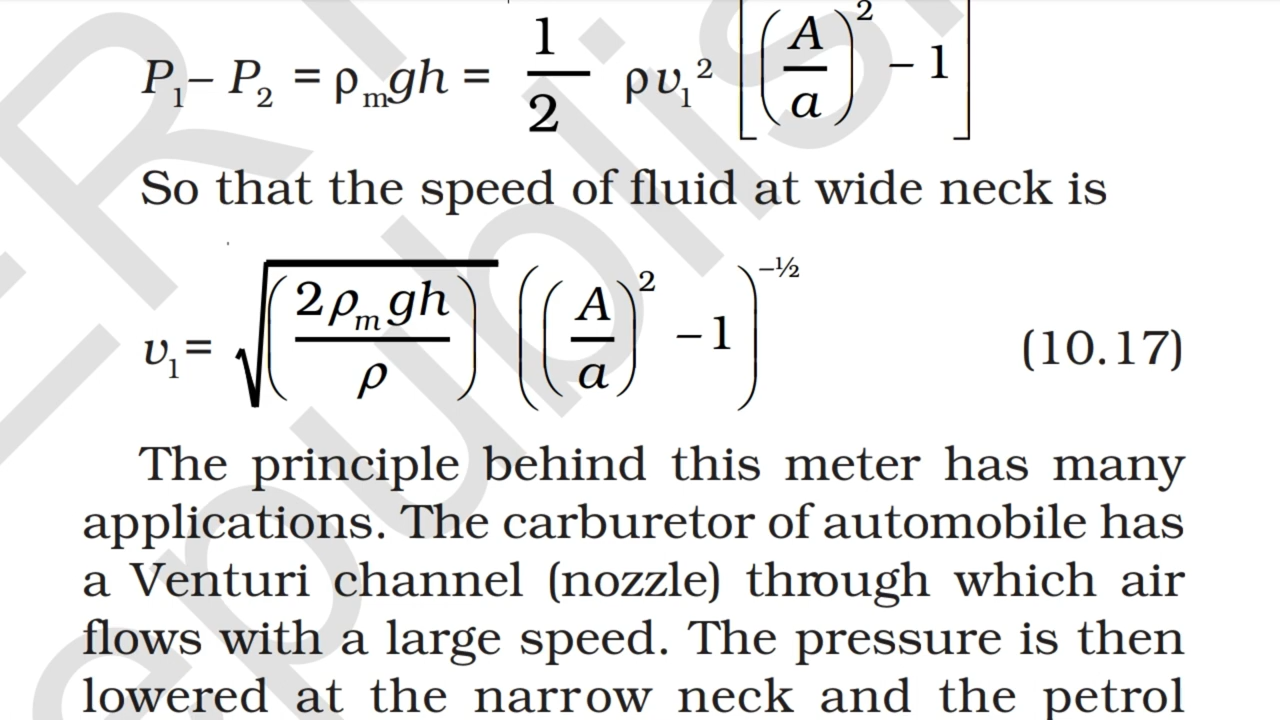 P₁– P₂ = ρₘgh = 1/2 ρv₁² [(A/a)² – 1]
So that the speed of fluid at wide neck is
v₁= √(2ρₘgh/ρ) ((A/a)² –1)^–½ (10.17)
The principle behind this meter has many
applications. The carburetor of automobile has
a Venturi channel (nozzle) through which air
flows with a large speed. The pressure is then
lowered at the narrow neck and the petrol